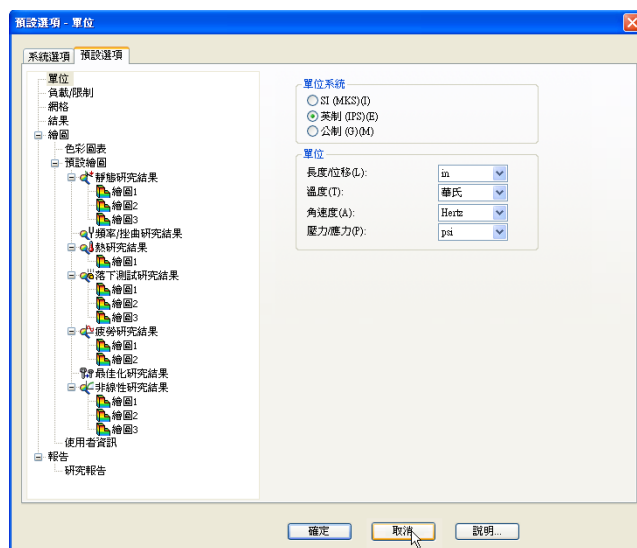 預設選項 - 單位
系統選項 預設選項
單位
負載/限制
網格
結果
繪圖
色彩圖表
預設繪圖
靜態研究結果
繪圖1
繪圖2
繪圖3
頻率/挫曲研究結果
熱研究結果
繪圖1
落下測試研究結果
繪圖1
繪圖2
繪圖3
疲勞研究結果
繪圖1
繪圖2
最佳化研究結果
非線性研究結果
繪圖1
繪圖2
繪圖3
使用者資訊
報告
研究報告
單位系統
SI (MKS)(I)
英制 (IPS)(E)
公制 (G)(M)
單位
長度/位移(L): in
溫度(T): 華氏
角速度(A): Hertz
壓力/應力(P): psi
確定 取消 説明...